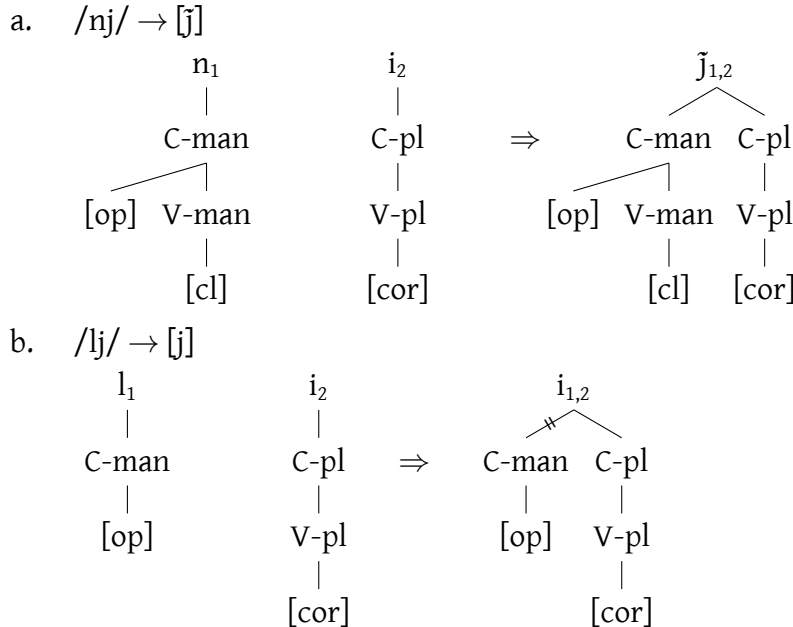 a. /nj/ → [j̃]
n₁ i₂ j̃₁,₂
C-man C-pl ⇒ C-man C-pl
[op] V-man V-pl [op] V-man V-pl
[cl] [cor] [cl] [cor]
b. /lj/ → [j]
l₁ i₂ i₁,₂
C-man C-pl ⇒ C-man C-pl
[op] V-pl [op] V-pl
[cor] [cor]